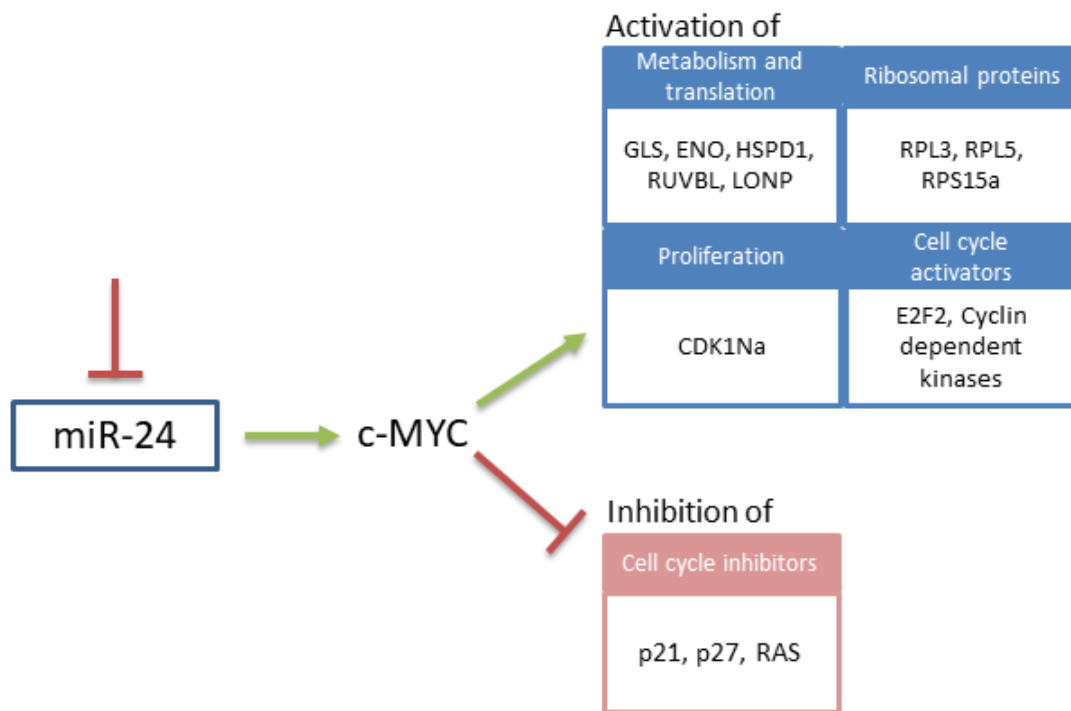 Activation of
Metabolism and
translation
Ribosomal proteins
GLS, ENO, HSPD1,
RUVBL, LONP
RPL3, RPL5,
RPS15a
Proliferation
Cell cycle
activators
CDK1Na
E2F2, Cyclin
dependent
kinases
miR-24
c-MYC
Inhibition of
Cell cycle inhibitors
p21, p27, RAS